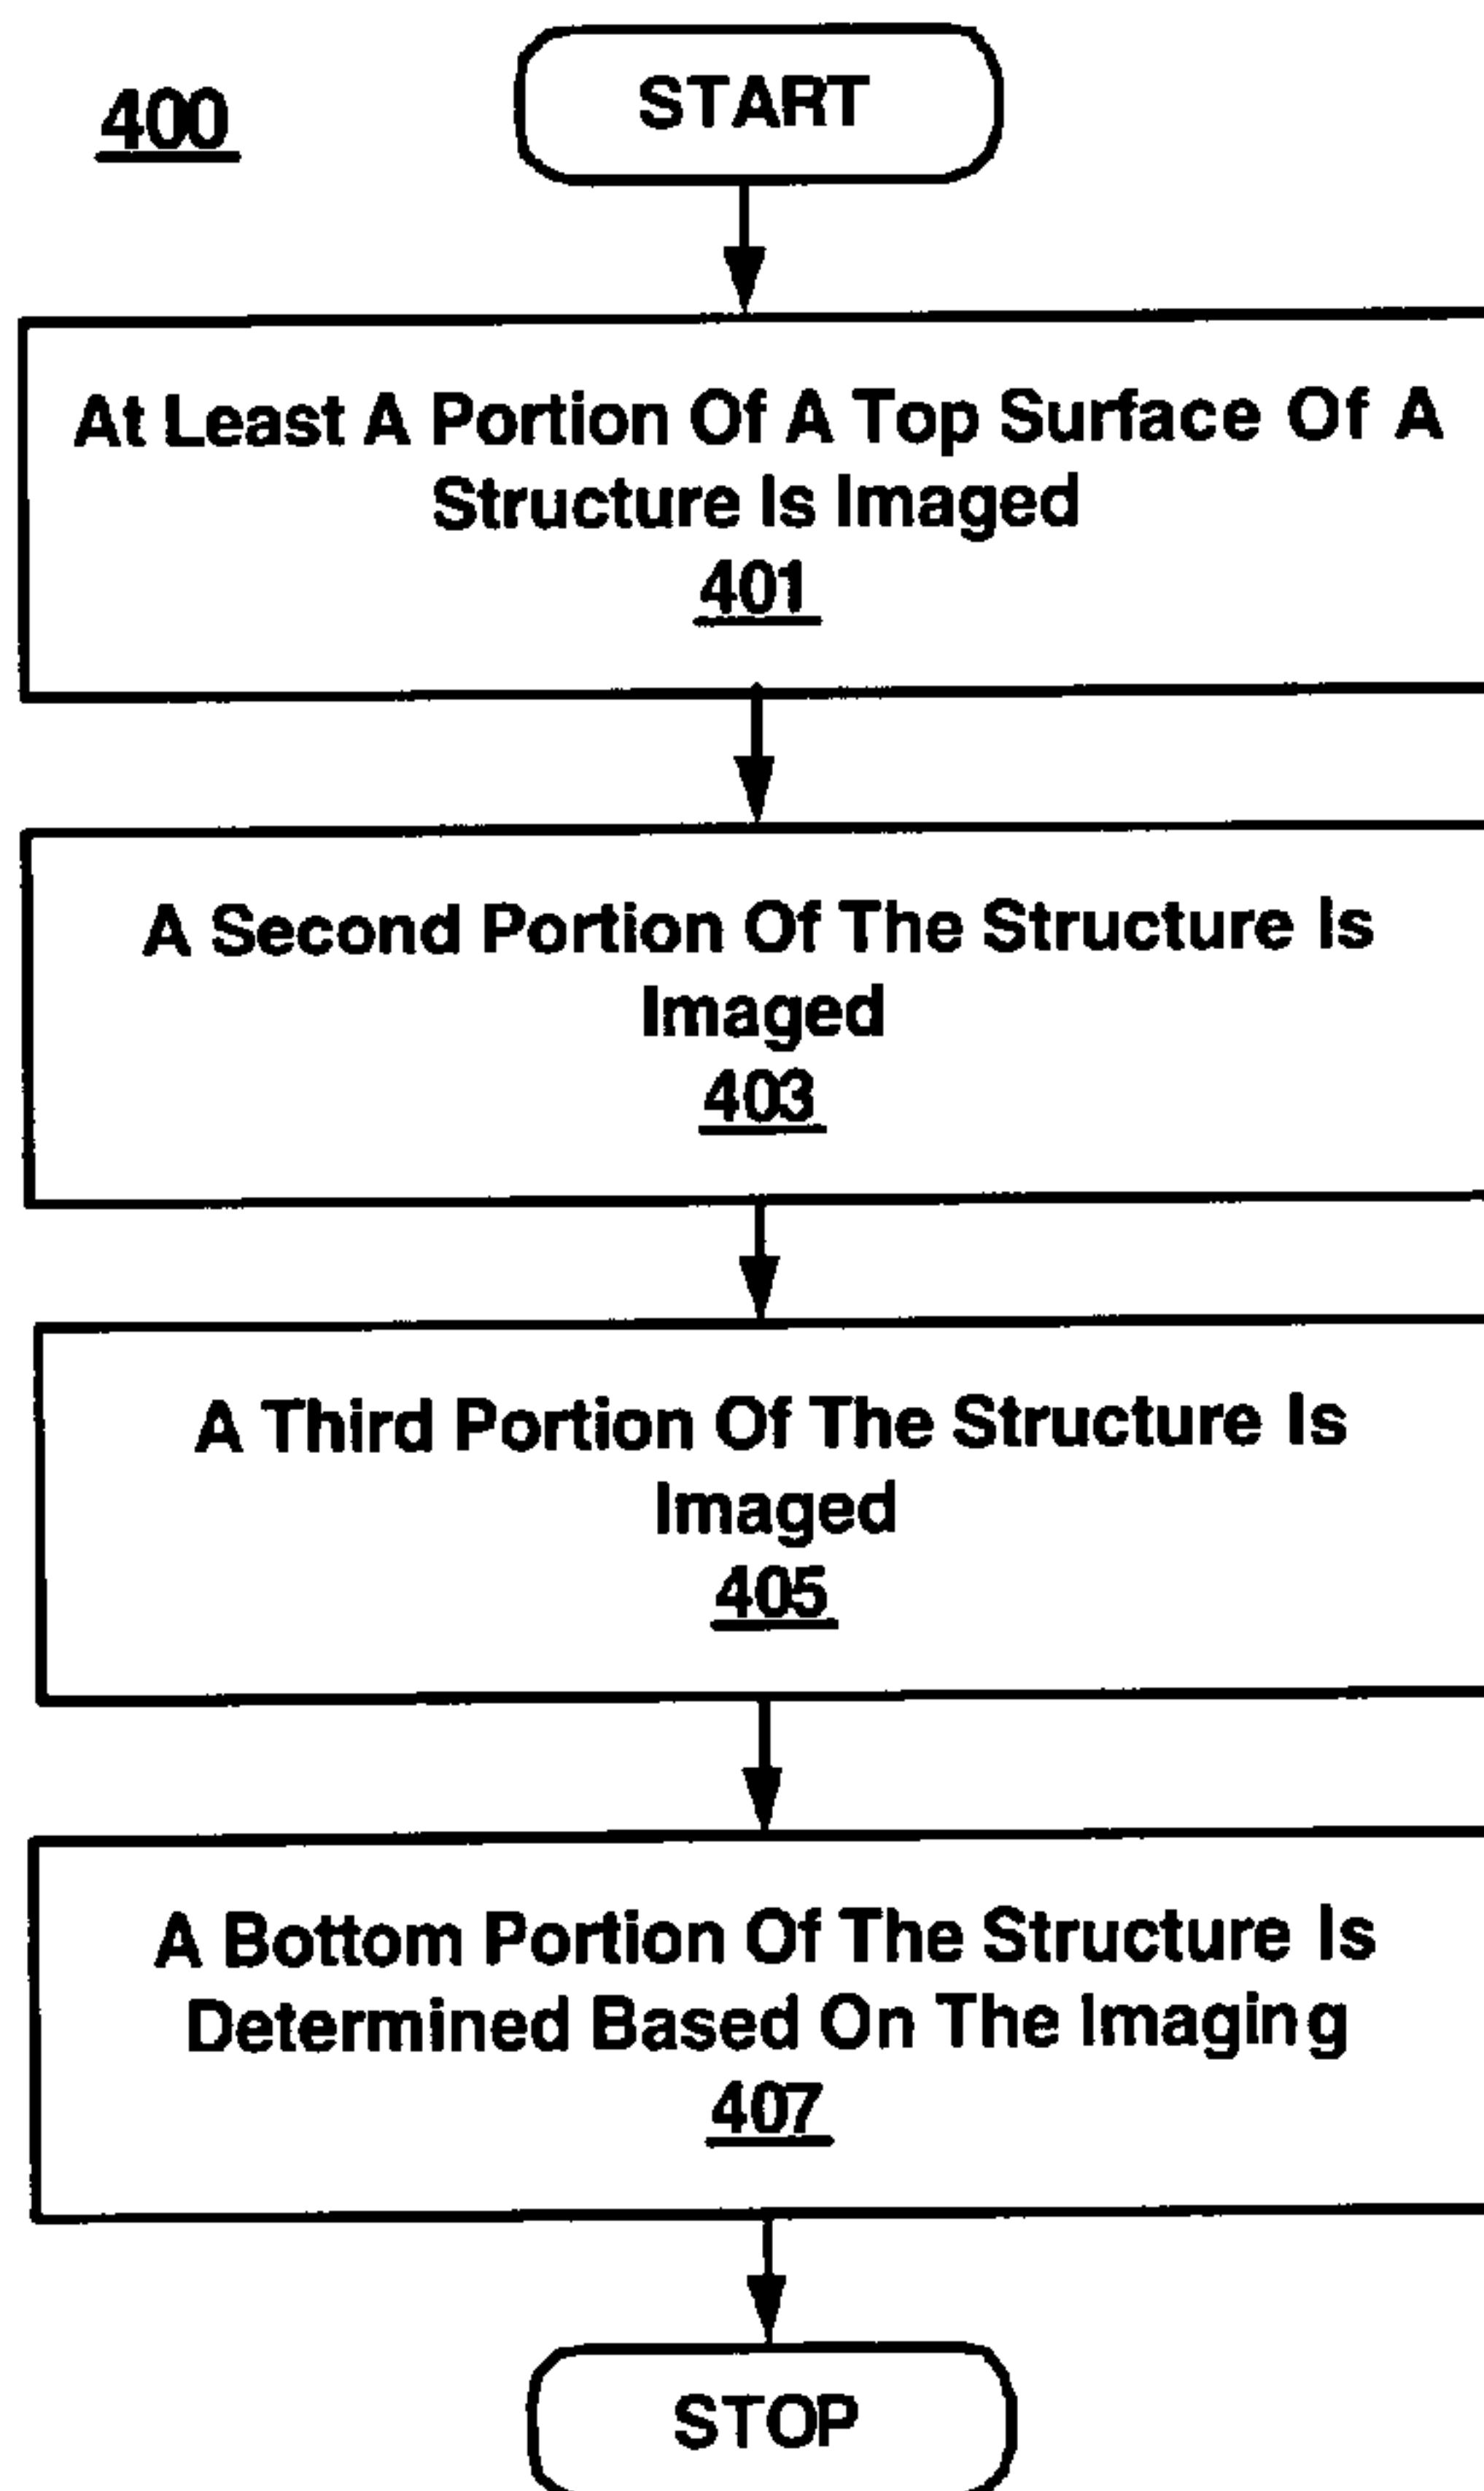 400
START
At Least A Portion Of A Top Surface Of A
Structure Is Imaged
401
A Second Portion Of The Structure Is
Imaged
403
A Third Portion Of The Structure Is
Imaged
405
A Bottom Portion Of The Structure Is
Determined Based On The Imaging
407
STOP